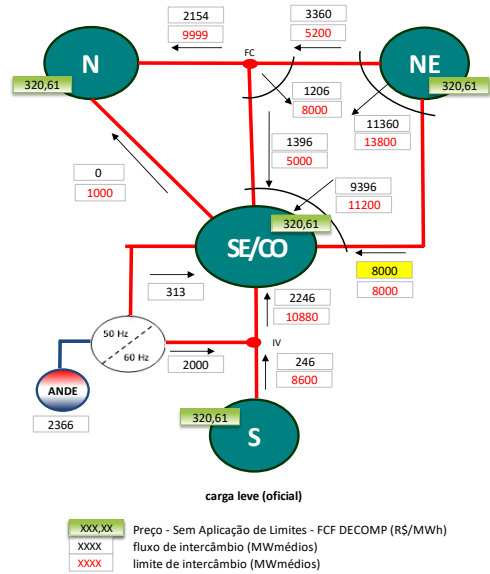 2154
9999
3360
5200
FC
N
320,61
NE
320,61
1206
8000
11360
13800
1396
5000
0
1000
9396
11200
320,61
SE/CO
8000
8000
313
2246
10880
50 Hz
60 Hz
IV
2000
ANDE
2366
246
8600
320,61
S
carga leve (oficial)
XXX,XX Preço - Sem Aplicação de Limites - FCF DECOMP (R$/MWh)
XXXX fluxo de intercâmbio (MWmédios)
XXXX limite de intercâmbio (MWmédios)